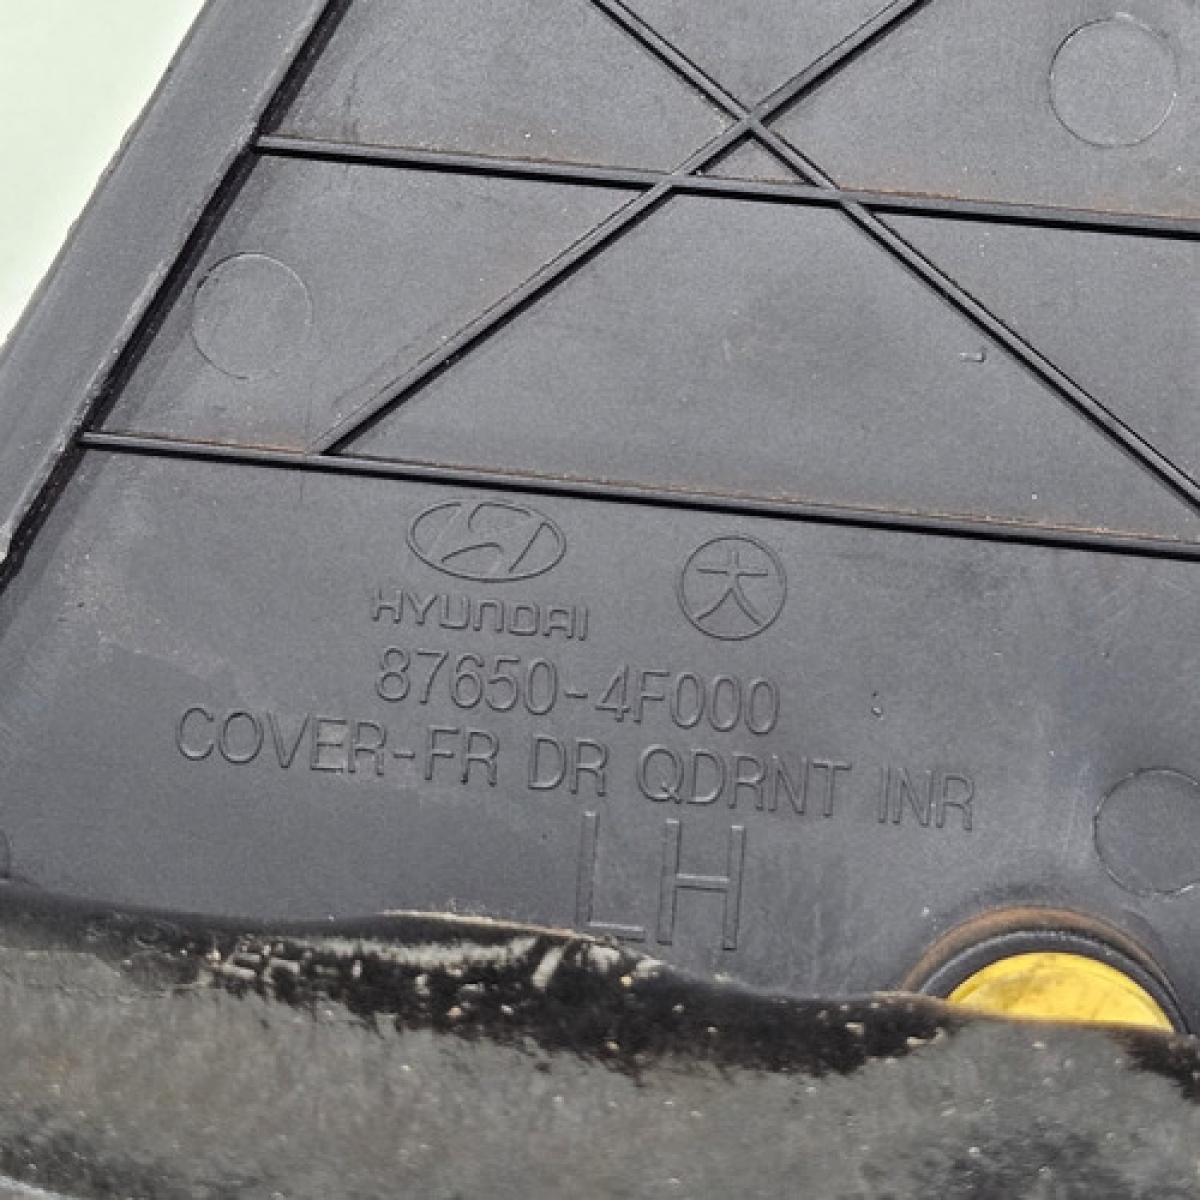 HYUNDAI 大
87650-4F000
COVER-FR DR QDRNT INR
LH